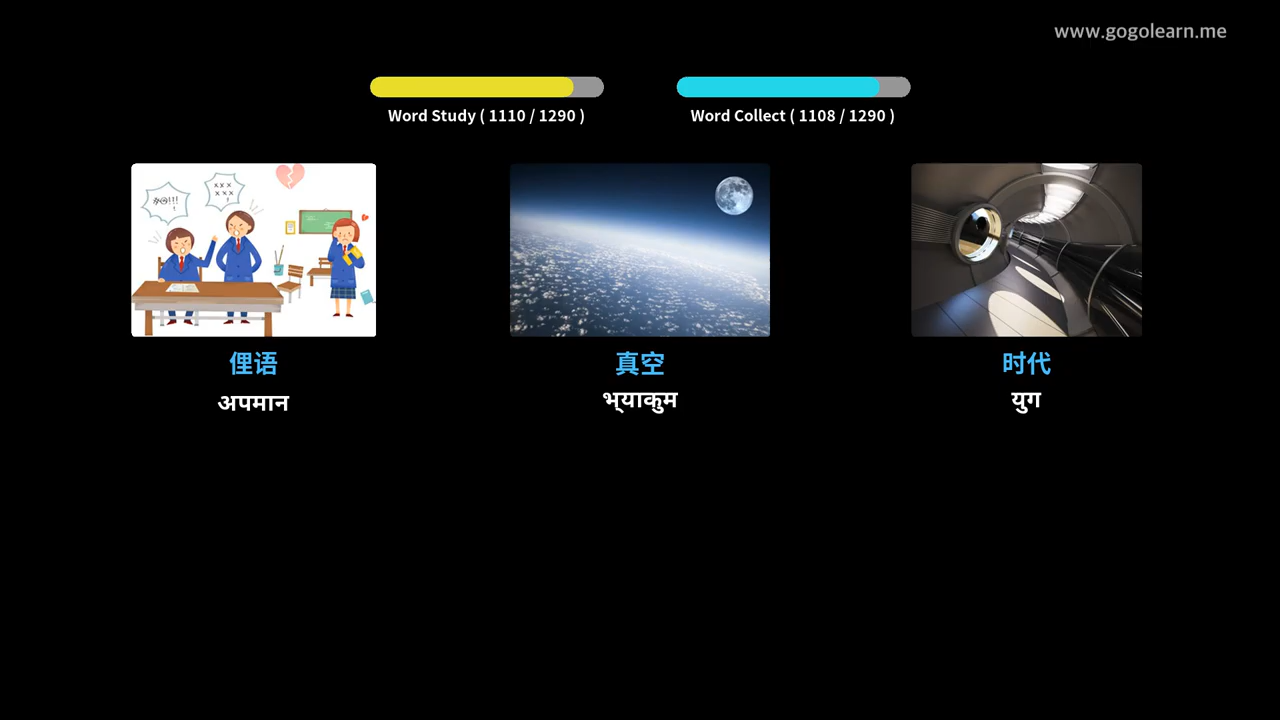 www.gogolearn.me
Word Study ( 1110 / 1290 )
Word Collect ( 1108 / 1290 )
俚语
真空
时代
अपमान
भ्याकुम
युग